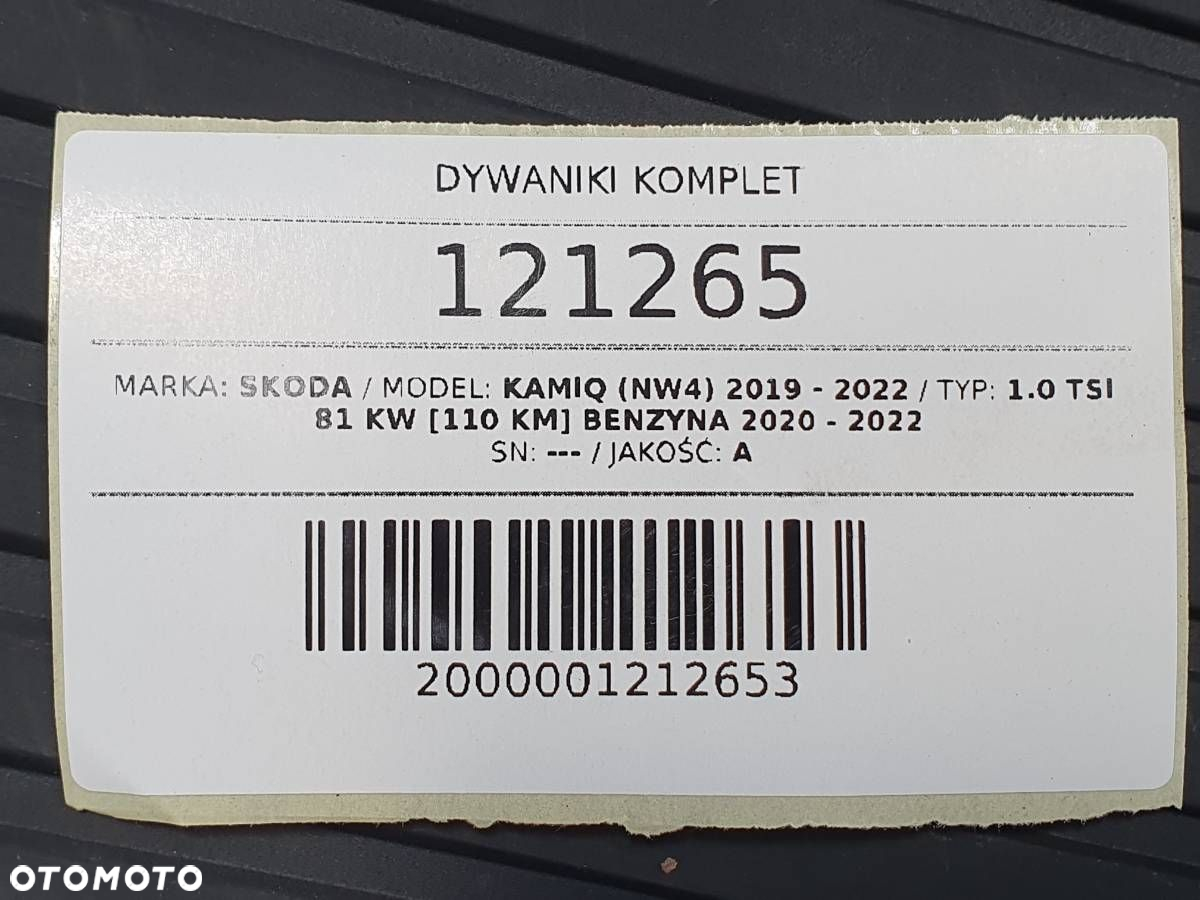 DYWANIKI KOMPLET
121265
MARKA: SKODA / MODEL: KAMIQ (NW4) 2019 - 2022 / TYP: 1.0 TSI
81 KW [110 KM] BENZYNA 2020 - 2022
SN: --- / JAKOŚĆ: A
2000001212653
OTOMOTO